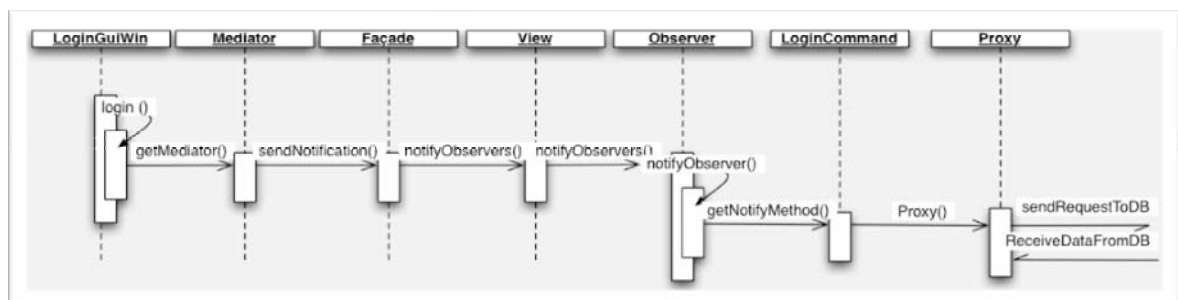 LoginGuiWin Mediator Façade View Observer LoginCommand Proxy
login ()
getMediator() sendNotification() notifyObservers() notifyObservers()
notifyObserver()
getNotifyMethod() Proxy() sendRequestToDB
ReceiveDataFromDB